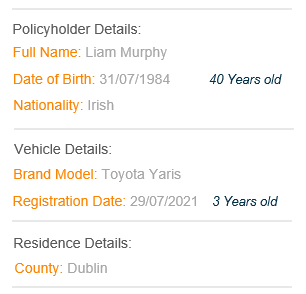 Policyholder Details:
Full Name: Liam Murphy
Date of Birth: 31/07/1984 40 Years old
Nationality: Irish
Vehicle Details:
Brand Model: Toyota Yaris
Registration Date: 29/07/2021 3 Years old
Residence Details:
County: Dublin